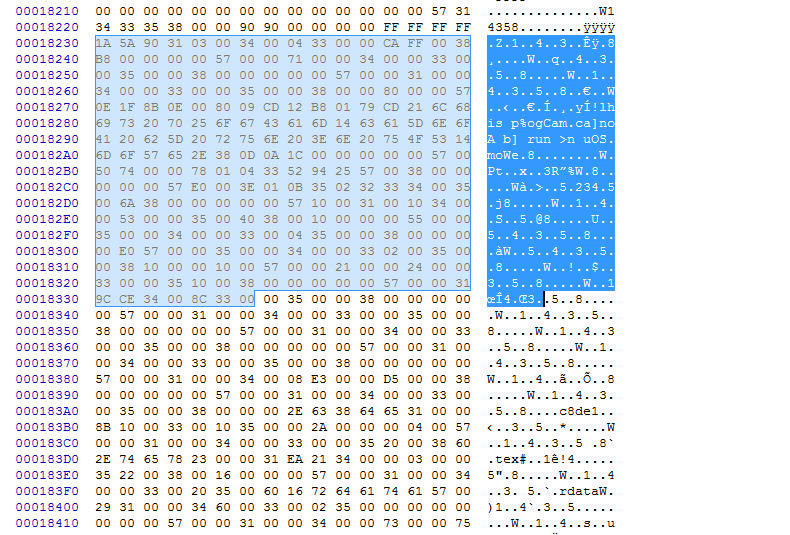 00018210 00 00 00 00 00 00 00 00 00 00 00 00 00 00 57 31 ..............W1
00018220 34 33 35 38 00 00 90 90 00 00 00 00 FF FF FF FF 4358........ÿÿÿÿ
00018230 1A 5A 90 31 03 00 34 00 04 33 00 00 CA FF 00 38 .Z.1..4..3..Êÿ.8
00018240 B8 00 00 00 00 57 00 00 71 00 00 34 00 00 33 00 ¸....W..q..4..3.
00018250 00 35 00 00 38 00 00 00 00 00 57 00 00 31 00 00 .5..8.....W..1..
00018260 34 00 00 33 00 00 35 00 00 38 00 00 80 00 00 57 4..3..5..8..€..W
00018270 0E 1F 8B 0E 00 80 09 CD 12 B8 01 79 CD 21 6C 68 ..‹..€.Í.¸.yÍ!lh
00018280 69 73 20 70 25 6F 67 43 61 6D 14 63 61 5D 6E 6F is p%ogCam.ca]no
00018290 41 20 62 5D 20 72 75 6E 20 3E 6E 20 75 4F 53 14 A b] run >n uOS.
000182A0 6D 6F 57 65 2E 38 0D 0A 1C 00 00 00 00 00 57 00 moWe.8........W.
000182B0 50 74 00 00 78 01 04 33 52 94 25 57 00 38 00 00 Pt..x..3R”%W.8..
000182C0 00 00 00 57 E0 00 3E 01 0B 35 02 32 33 34 00 35 ...Wà.>..5.234.5
000182D0 00 6A 38 00 00 00 00 00 57 10 00 31 00 10 34 00 .j8.....W..1..4.
000182E0 00 53 00 00 35 00 40 38 00 10 00 00 00 55 00 00 .S..5.@8.....U..
000182F0 35 00 00 34 00 00 33 00 04 35 00 00 38 00 00 00 5..4..3..5..8...
00018300 00 E0 57 00 00 35 00 00 34 00 00 33 02 00 35 00 .àW..5..4..3..5.
00018310 00 38 10 00 00 10 00 57 00 00 21 00 00 24 00 00 .8.....W..!..$..
00018320 33 00 00 35 10 00 38 00 00 00 00 00 57 00 00 31 3..5..8.....W..1
00018330 9C CE 34 00 8C 33 00 00 35 00 00 38 00 00 00 00 œÎ4.Œ3..5..8....
00018340 00 57 00 00 31 00 00 34 00 00 33 00 00 35 00 00 .W..1..4..3..5..
00018350 38 00 00 00 00 00 57 00 00 31 00 00 34 00 00 33 8.....W..1..4..3
00018360 00 00 35 00 00 38 00 00 00 00 00 57 00 00 31 00 ..5..8.....W..1.
00018370 00 34 00 00 33 00 00 35 00 00 38 00 00 00 00 00 .4..3..5..8.....
00018380 57 00 00 31 00 00 34 00 08 E3 00 00 D5 00 00 38 W..1..4..ã..Õ..8
00018390 00 00 00 00 00 57 00 00 31 00 00 34 00 00 33 00 .....W..1..4..3.
000183A0 00 35 00 00 38 00 00 00 2E 63 38 64 65 31 00 00 .5..8....c8de1..
000183B0 8B 10 00 33 00 10 35 00 00 2A 00 00 00 04 00 57 ‹..3..5..*.....W
000183C0 00 00 31 00 00 34 00 00 33 00 00 35 20 00 38 60 ..1..4..3..5 .8`
000183D0 2E 74 65 78 23 00 00 31 EA 21 34 00 00 03 00 00 .tex#..1ê!4.....
000183E0 35 22 00 38 00 16 00 00 00 57 00 00 31 00 00 34 5".8.....W..1..4
000183F0 00 00 33 00 20 35 00 60 16 72 64 61 74 61 57 00 ..3. 5.`.rdataW.
00018400 29 31 00 00 34 60 00 33 00 02 35 00 00 00 00 00 )1..4`.3..5.....
00018410 00 00 00 57 00 00 31 00 00 34 00 00 73 00 00 75 ...W..1..4..s..u